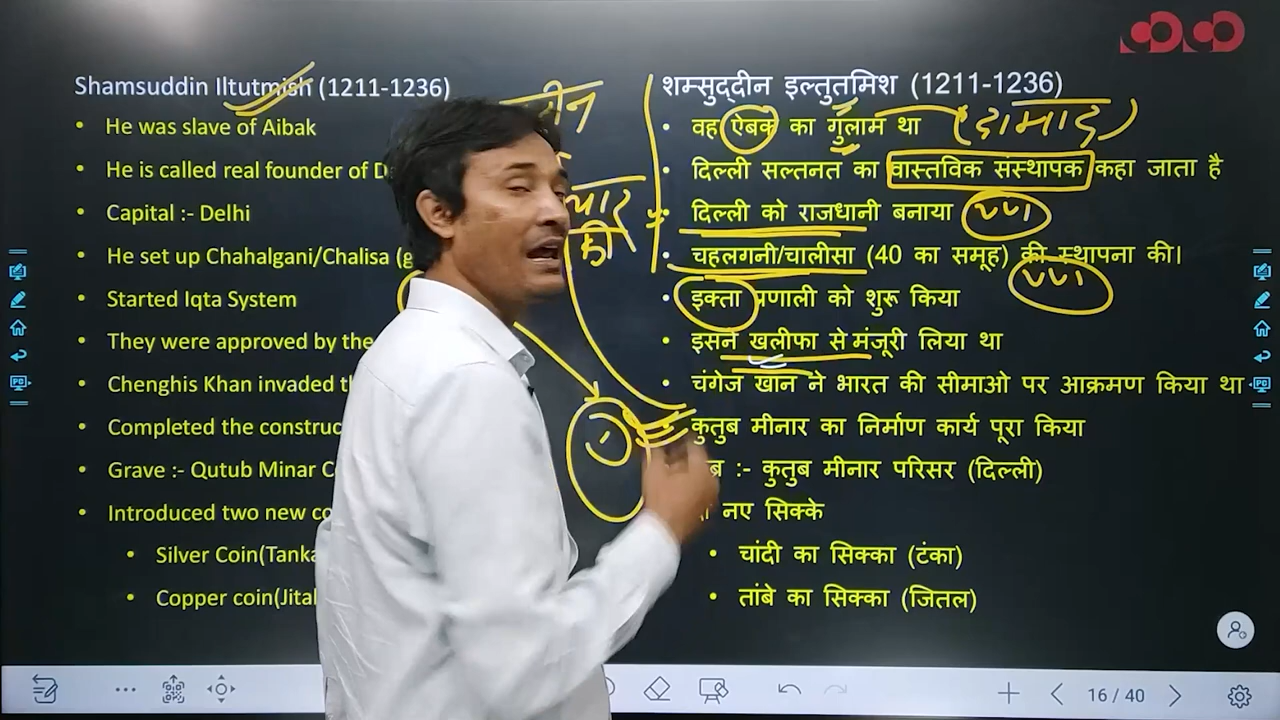 Shamsuddin Iltutmish (1211-1236)
• He was slave of Aibak
• He is called real founder of D
• Capital :- Delhi
• He set up Chahalgani/Chalisa (g
• Started Iqta System
• They were approved by the
• Chenghis Khan invaded t
• Completed the construc
• Grave :- Qutub Minar C
• Introduced two new co
• Silver Coin(Tanka
• Copper coin(Jital
शम्सुद्दीन इल्तुतमिश (1211-1236)
• वह ऐबक का गुलाम था (दामाद)
• दिल्ली सल्तनत का वास्तविक संस्थापक कहा जाता है
• दिल्ली को राजधानी बनाया VVI
• चहलगनी/चालीसा (40 का समूह) की स्थापना की।
VVI
• इक्ता प्रणाली को शुरू किया
• इसने खलीफा से मंजूरी लिया था
• चंगेज खान ने भारत की सीमाओ पर आक्रमण किया था
कुतुब मीनार का निर्माण कार्य पूरा किया
:- कुतुब मीनार परिसर (दिल्ली)
नए सिक्के
• चांदी का सिक्का (टंका)
• तांबे का सिक्का (जितल)
की
PC
PC
16 / 40